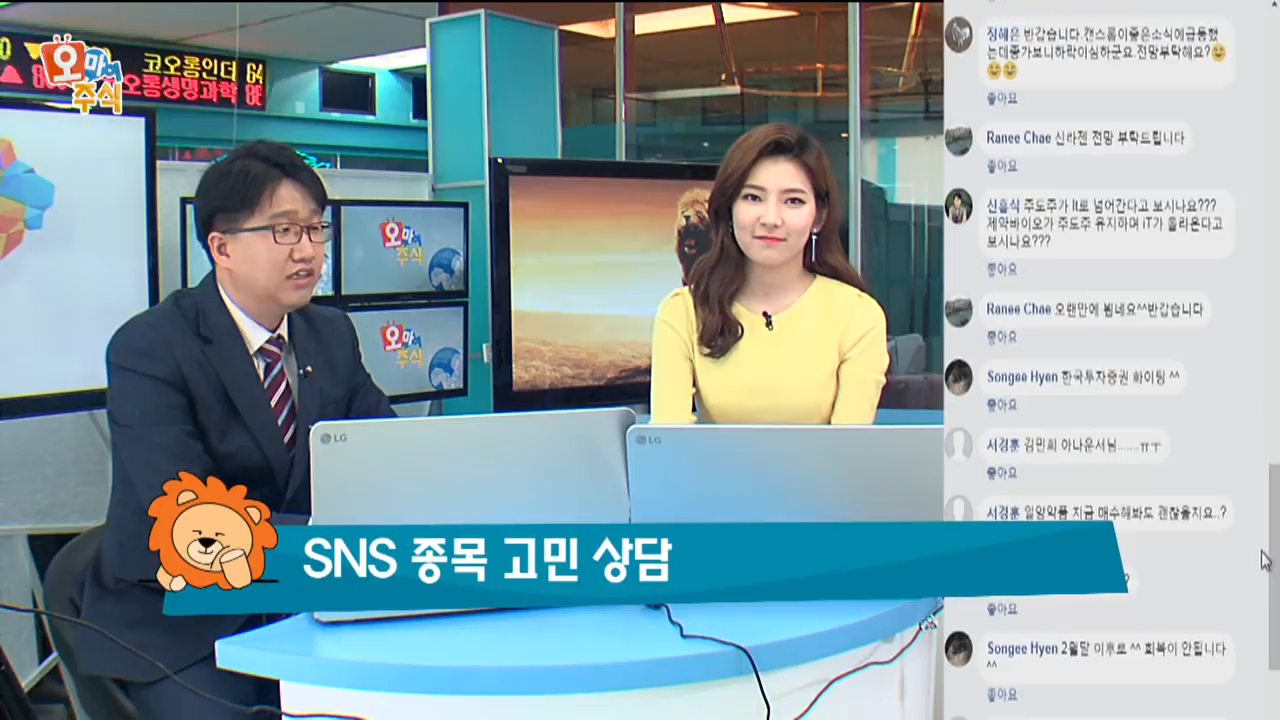 오마이
주식
코오롱인더 64
오롱생명과학
오마이
주식
오마이
주식
LG
LG
SNS 종목 고민 상담
정혜은 반갑습니다.캔스롬이좋은소식에급등했
는데중가보니하락이심하군요.전망부탁해요?
좋아요
Ranee Chae 신바젠 전망 부탁드립니다
좋아요
신흥식 주도주가 It로 넘어간다고 보시나요???
제약바이오가 주도주 유지하며 iT가 올라온다고
보시나요???
좋아요
Ranee Chae 오랜만에 뵙네요^^반갑습니다
좋아요
Songee Hyen 한국투자증권 화이팅 ^^
좋아요
서경훈 김민희 아나운서님.......ㅠㅜ
좋아요
서경훈 일양약품 지금 매수해봐도 괜찮을지요..?
?
좋아요
Songee Hyen 2월달 이후로 ^^ 회복이 안됩니다
^^
좋아요